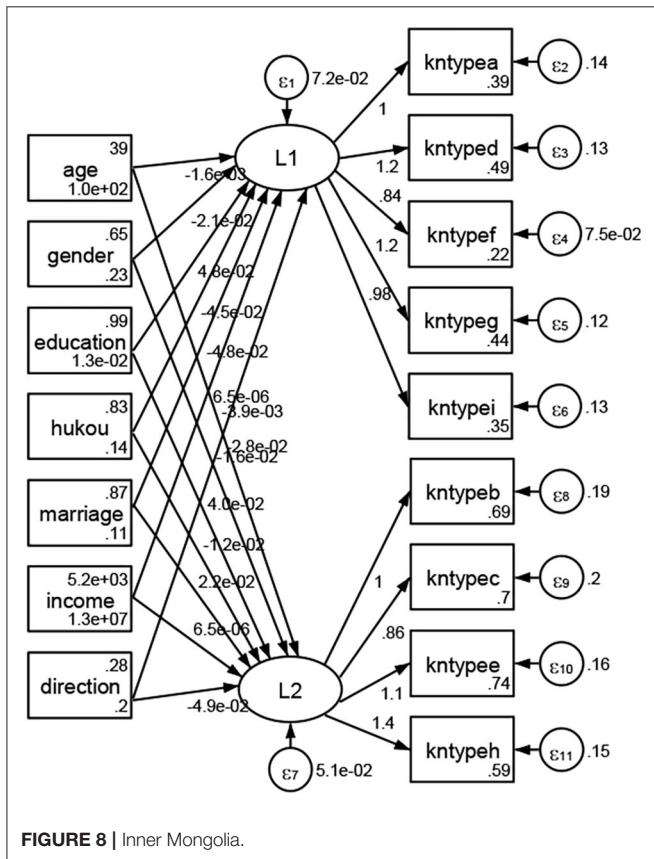 ε1 7.2e-02
L1
39
age
1.0e+02
.65
gender
.23
.99
education
1.3e-02
.83
hukou
.14
.87
marriage
.11
5.2e+03
income
1.3e+07
.28
direction
.2
-1.6e-03
-2.1e-02
4.8e-02
-4.5e-02
-4.8e-02
6.5e-06
-3.9e-03
-2.8e-02
-1.6e-02
4.0e-02
-1.2e-02
2.2e-02
6.5e-06
-4.9e-02
1
1.2
.84
1.2
.98
kntypea
.39
ε2 .14
kntyped
.49
ε3 .13
kntypef
.22
ε4 7.5e-02
kntypeg
.44
ε5 .12
kntypei
.35
ε6 .13
L2
ε7 5.1e-02
1
.86
1.1
1.4
kntypeb
.69
ε8 .19
kntypec
.7
ε9 .2
kntypee
.74
ε10 .16
kntypeh
.59
ε11 .15
FIGURE 8 | Inner Mongolia.